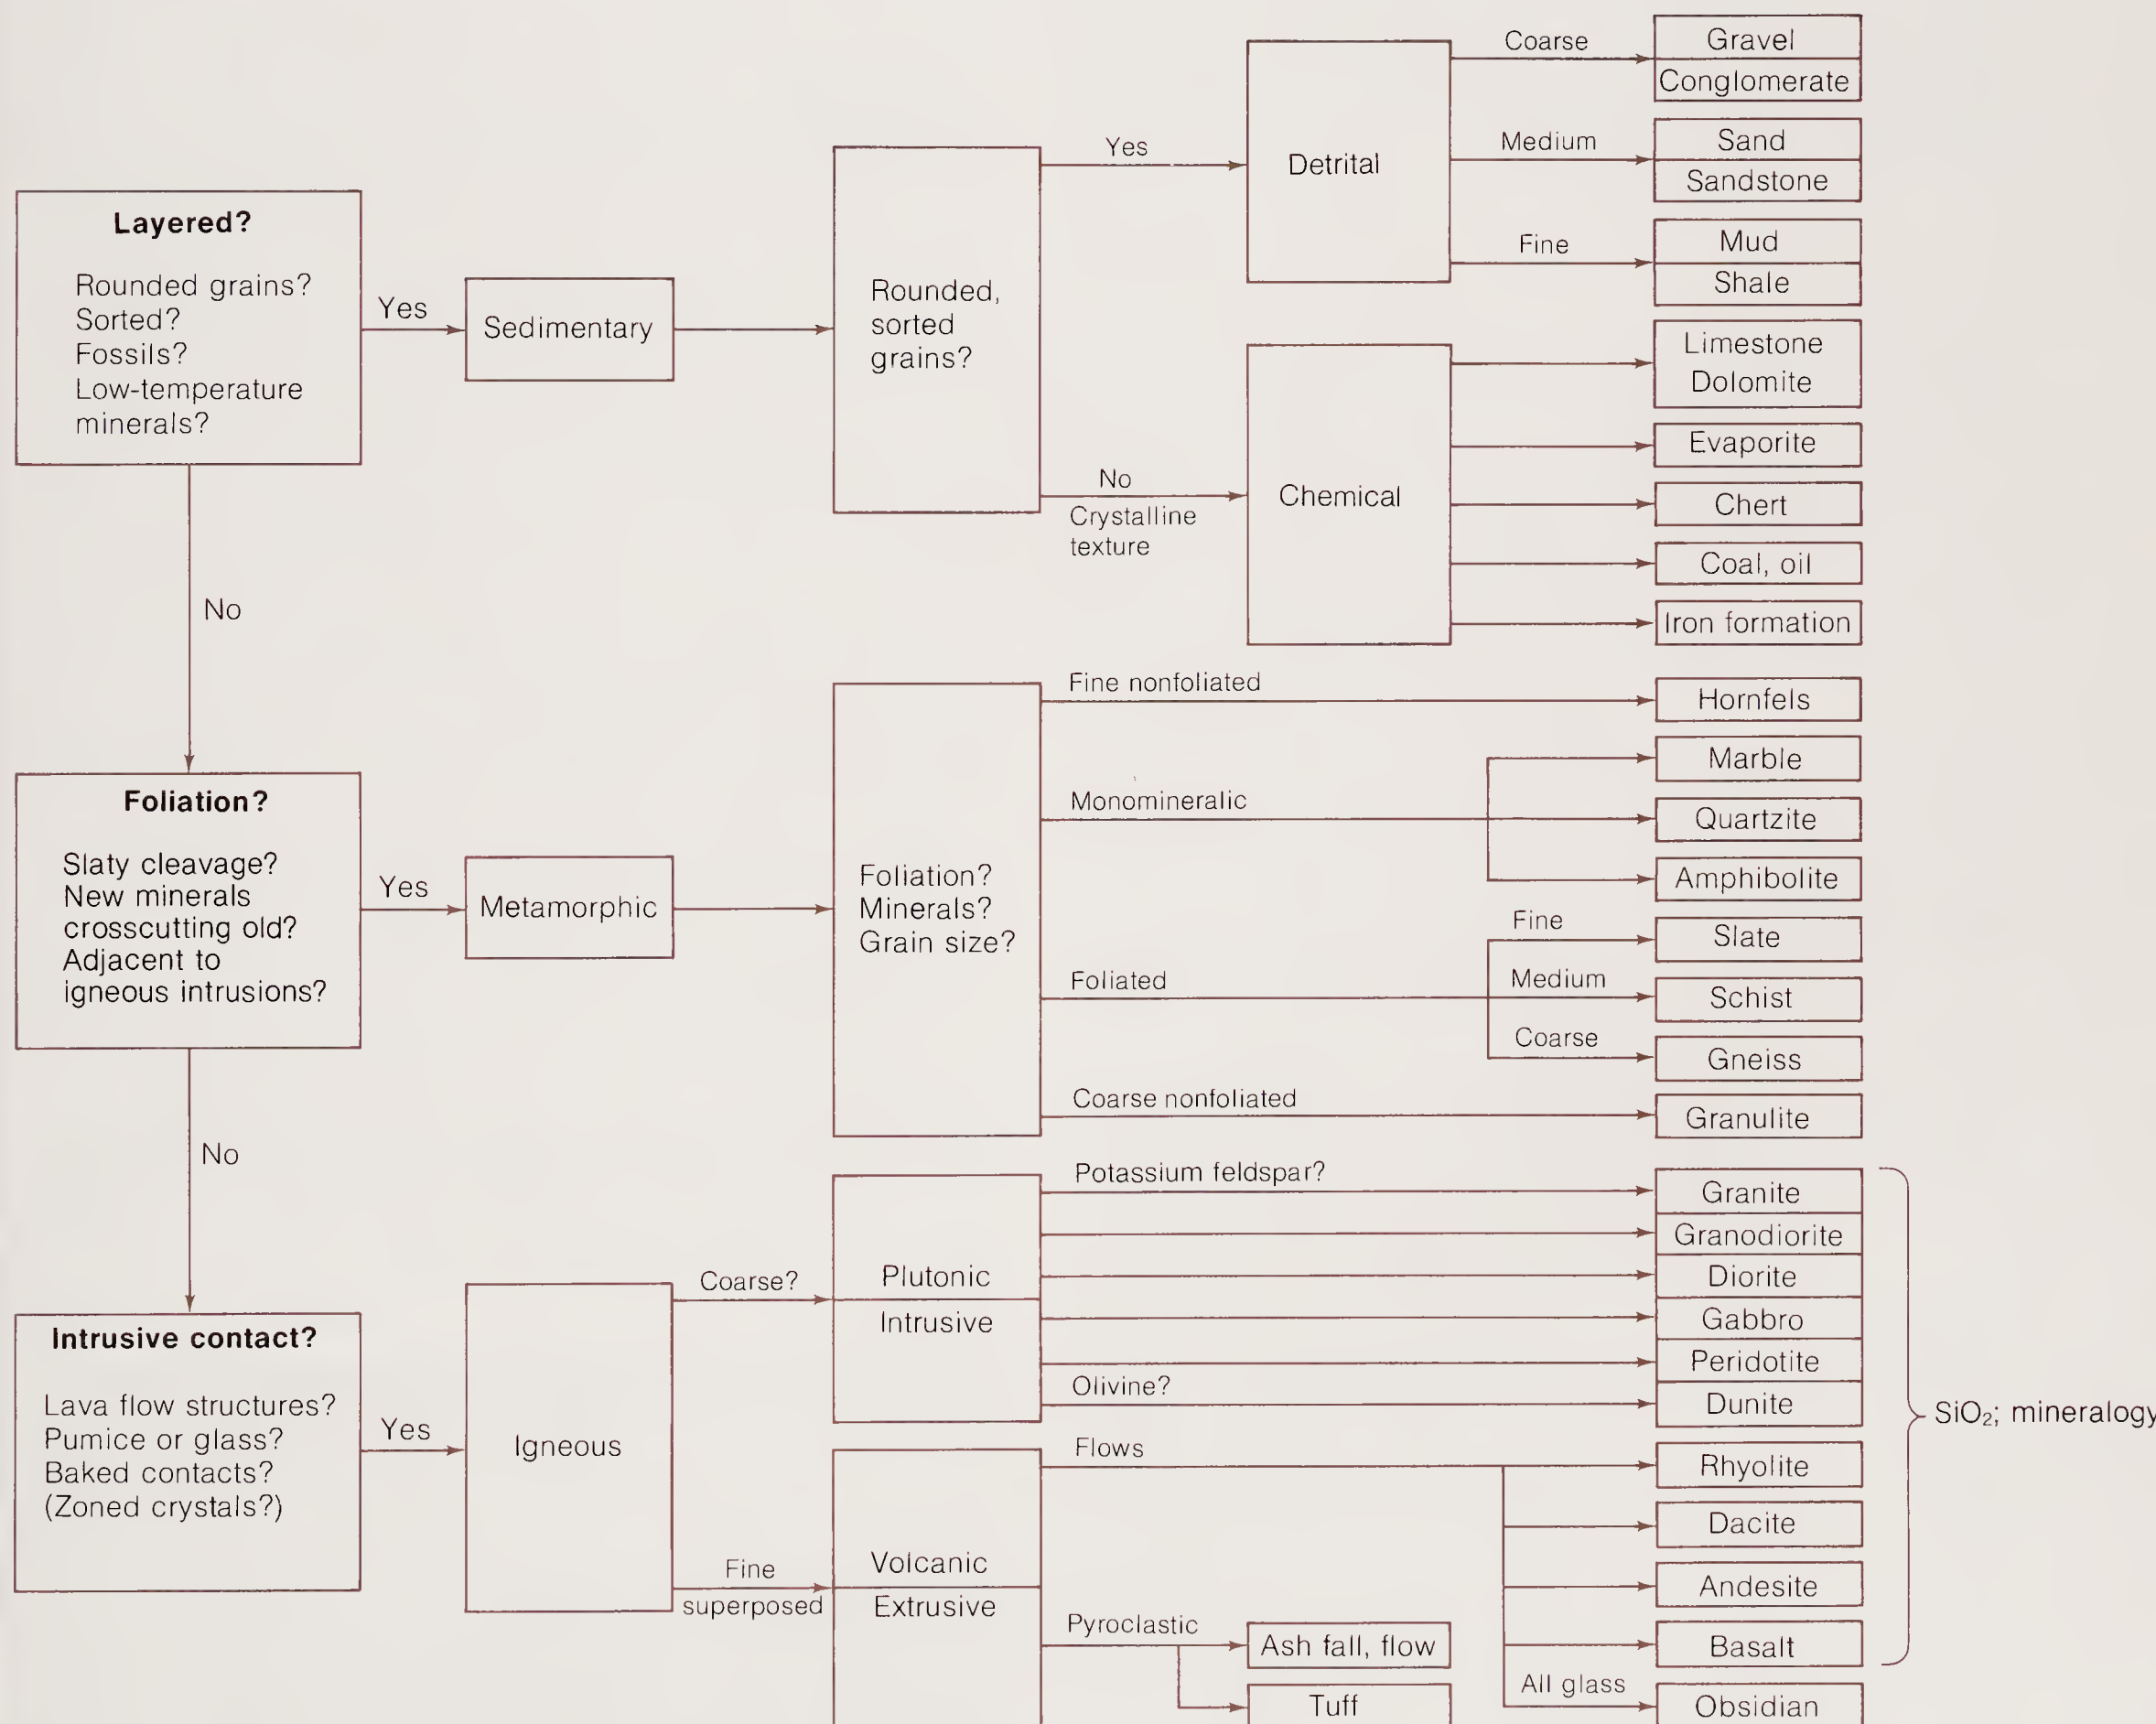 Layered?
Rounded grains?
Sorted?
Fossils?
Low-temperature
minerals?
Yes
Sedimentary
Rounded,
sorted
grains?
Yes
Detrital
Coarse
Gravel
Conglomerate
Medium
Sand
Sandstone
Fine
Mud
Shale
No
Crystalline
texture
Chemical
Limestone
Dolomite
Evaporite
Chert
Coal, oil
Iron formation
No
Foliation?
Slaty cleavage?
New minerals
crosscutting old?
Adjacent to
igneous intrusions?
Yes
Metamorphic
Foliation?
Minerals?
Grain size?
Fine nonfoliated
Hornfels
Monomineralic
Marble
Quartzite
Amphibolite
Foliated
Fine
Slate
Medium
Schist
Coarse
Gneiss
Coarse nonfoliated
Granulite
No
Intrusive contact?
Lava flow structures?
Pumice or glass?
Baked contacts?
(Zoned crystals?)
Yes
Igneous
Coarse?
Plutonic
Intrusive
Potassium feldspar?
Granite
Granodiorite
Diorite
Gabbro
Peridotite
Olivine?
Dunite
Fine
superposed
Volcanic
Extrusive
Flows
Rhyolite
Dacite
Andesite
Basalt
All glass
Obsidian
Pyroclastic
Ash fall, flow
Tuff
SiO₂; mineralogy